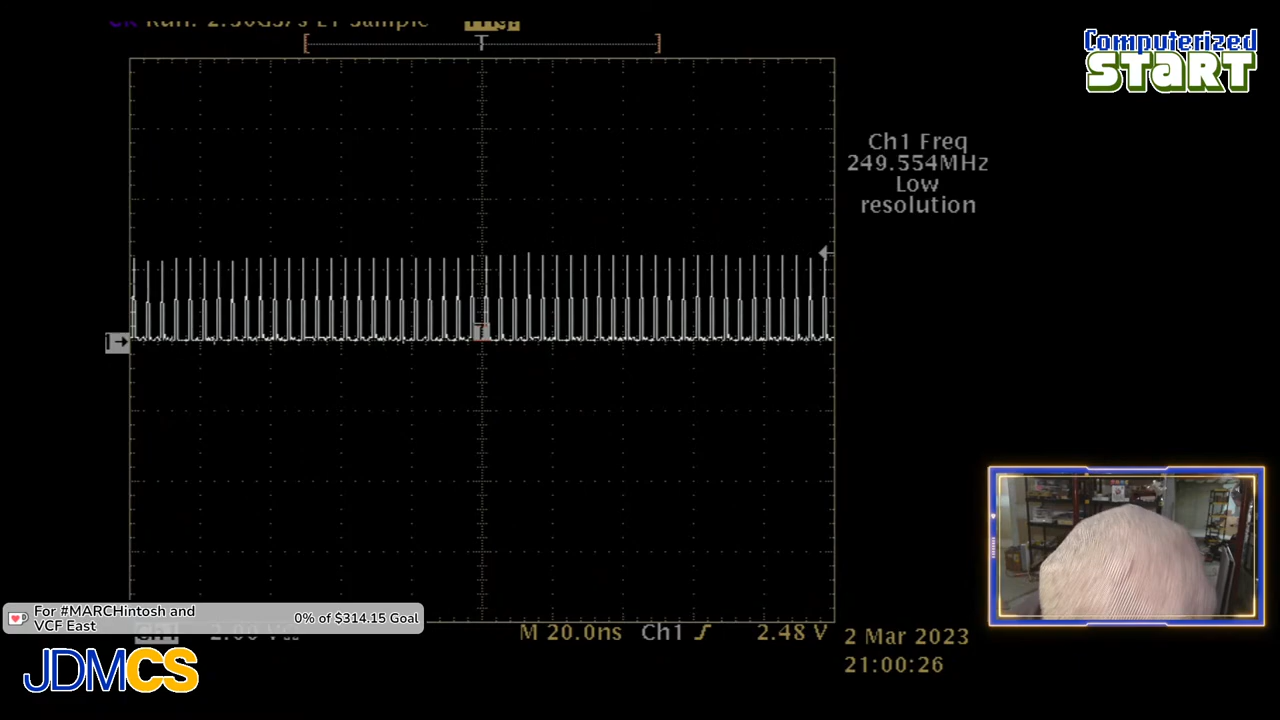 Computerized
START
Ch1 Freq
249.554MHz
Low
resolution
For #MARCHintosh and
VCF East
0% of $314.15 Goal
M 20.0ns Ch1 2.48 V
2 Mar 2023
21:00:26
JDMCS